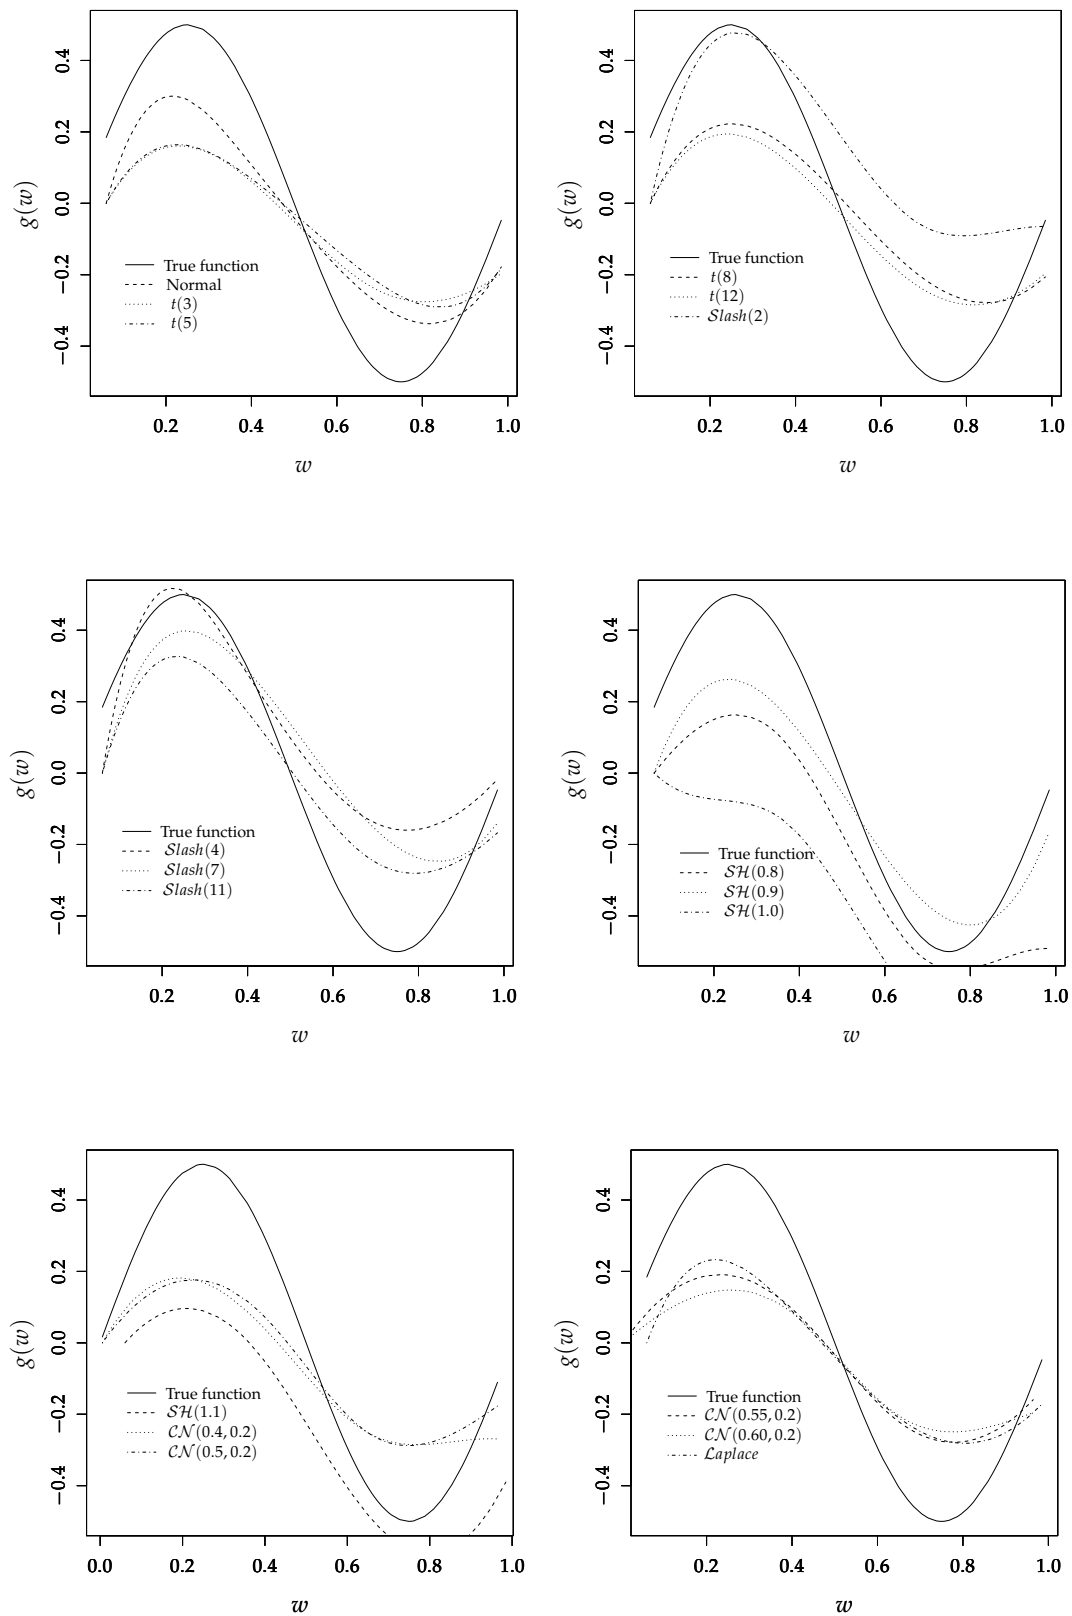 g(w)
0.4
0.2
0.0
−0.2
−0.4
True function
Normal
t(3)
t(5)
0.2 0.4 0.6 0.8 1.0
w
g(w)
0.4
0.2
0.0
−0.2
−0.4
True function
t(8)
t(12)
Slash(2)
0.2 0.4 0.6 0.8 1.0
w
g(w)
0.4
0.2
0.0
−0.2
−0.4
True function
Slash(4)
Slash(7)
Slash(11)
0.2 0.4 0.6 0.8 1.0
w
g(w)
0.4
0.2
0.0
−0.2
−0.4
True function
SH(0.8)
SH(0.9)
SH(1.0)
0.2 0.4 0.6 0.8 1.0
w
g(w)
0.4
0.2
0.0
−0.2
−0.4
True function
SH(1.1)
CN(0.4, 0.2)
CN(0.5, 0.2)
0.0 0.2 0.4 0.6 0.8 1.0
w
g(w)
0.4
0.2
0.0
−0.2
−0.4
True function
CN(0.55, 0.2)
CN(0.60, 0.2)
Laplace
0.2 0.4 0.6 0.8 1.0
w